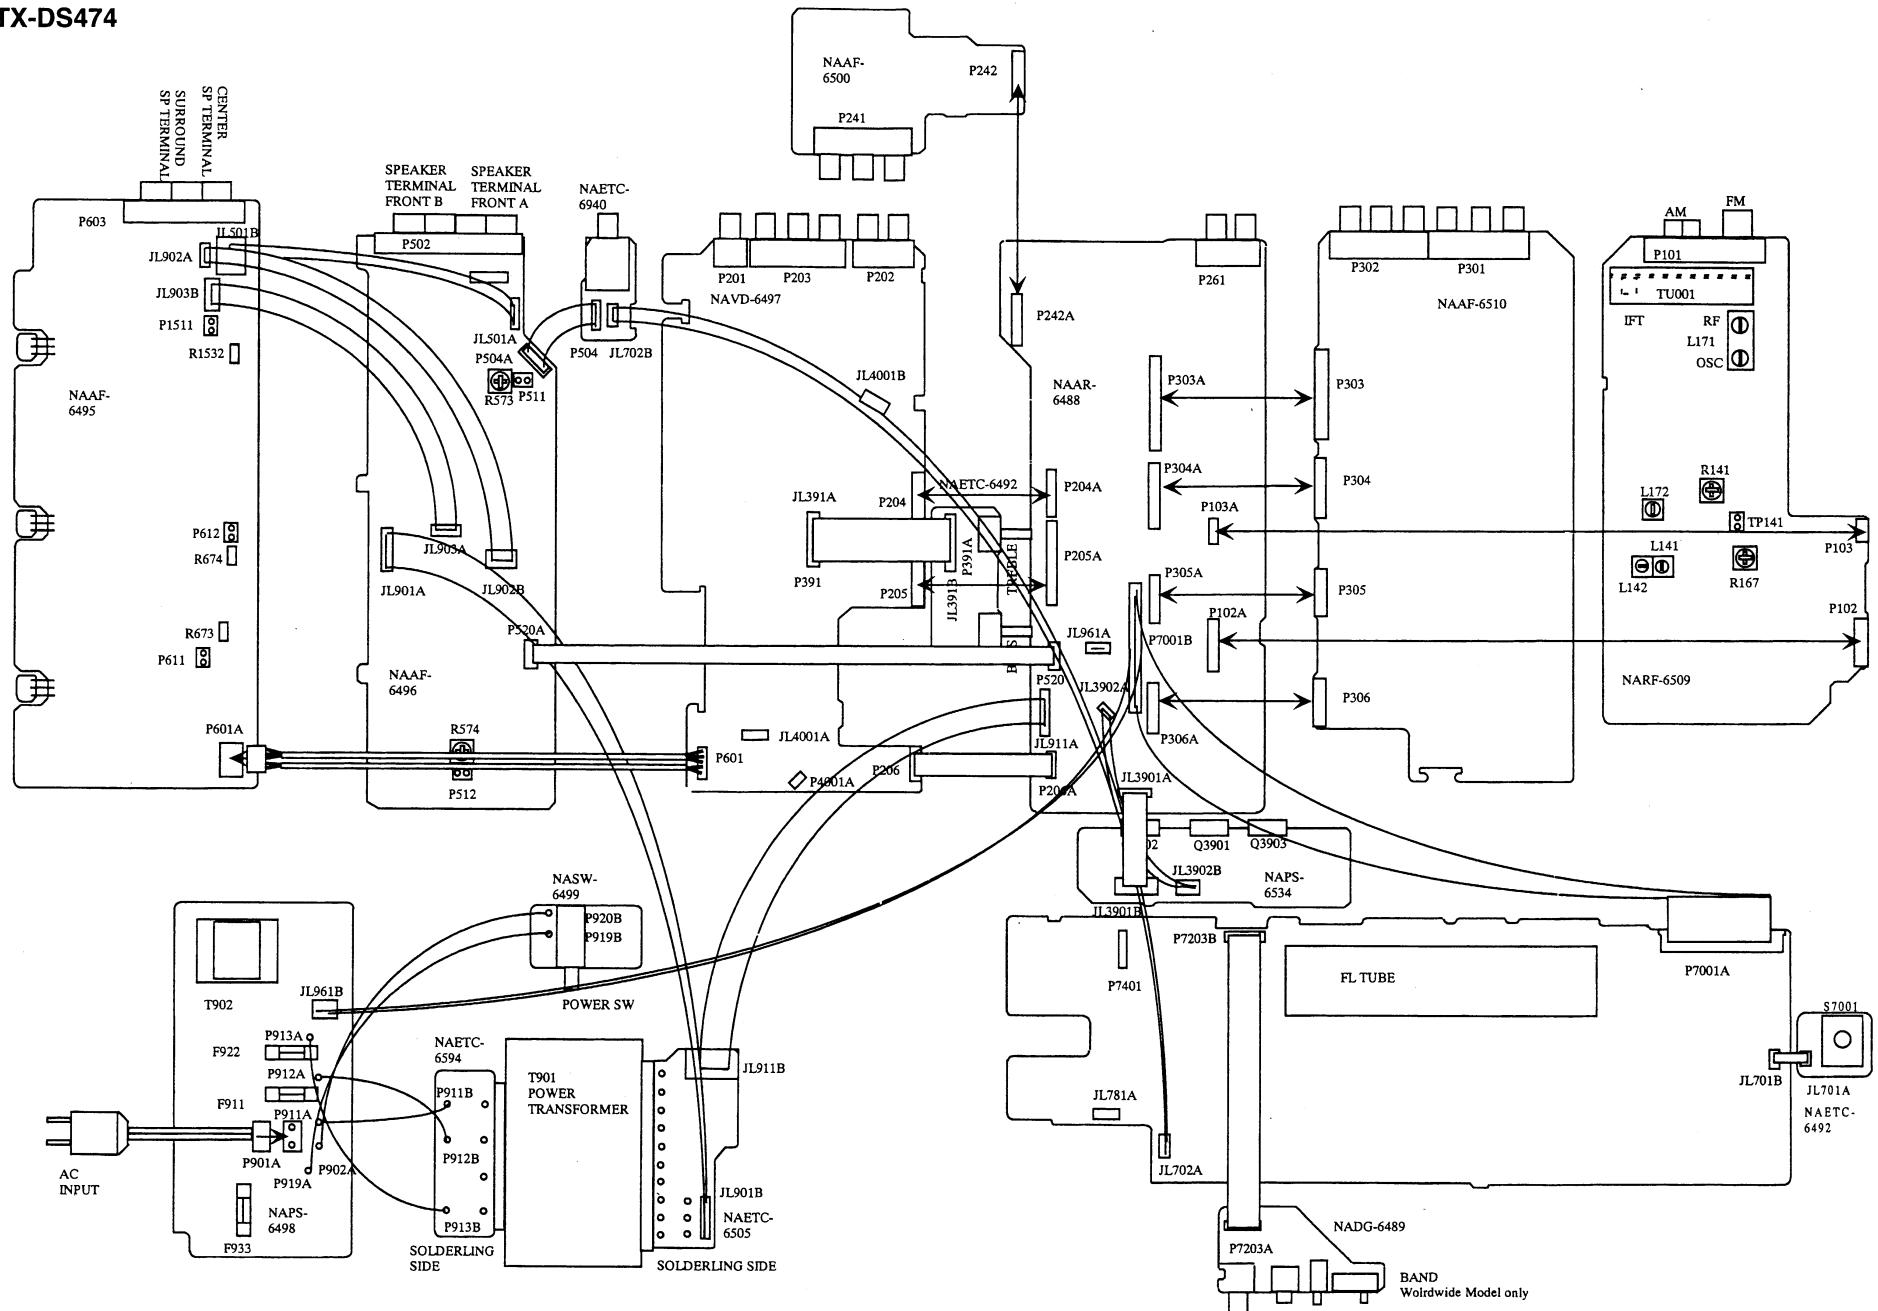 TX-DS474
NAAF-
6500
P242
P241
SURROUND
SP TERMINAL
CENTER
SP TERMINAL
P603
JL501B
JL902A
JL903B
P1511
R1532
NAAF-
6495
P612
R674
R673
P611
P601A
SPEAKER
TERMINAL
FRONT B
SPEAKER
TERMINAL
FRONT A
P502
JL501A
P504A
R573
P511
JL903A
JL901A
JL902B
P520A
NAAF-
6496
R574
P512
NAETC-
6940
P504
JL702B
P201
P203
P202
NAVD-6497
JL4001B
JL391A
P204
NAETC-6492
P391
P391A
P205
JL391B
TREBLE
P601
JL4001A
P4001A
P206
P261
P242A
NAAR-
6488
P303A
P304A
P204A
P103A
P205A
P305A
P102A
JL961A
P7001B
P520
JL3902A
P306A
JL911A
JL3901A
P206A
P302
P301
NAAF-6510
P303
P304
P305
P306
AM
FM
P101
TU001
IFT
RF
L171
OSC
R141
L172
TP141
P103
L141
L142
R167
P102
NARF-6509
02
Q3901
Q3903
JL3902B
NAPS-
6534
JL3901B
P7203B
P7401
FL TUBE
P7001A
S7001
JL701B
JL701A
NAETC-
6492
JL781A
JL702A
NADG-6489
P7203A
BAND
Wolrdwide Model only
NASW-
6499
P920B
P919B
POWER SW
T902
JL961B
P913A
F922
P912A
F911
P911A
P901A
P902A
P919A
AC
INPUT
NAPS-
6498
F933
NAETC-
6594
P911B
P912B
P913B
SOLDERLING
SIDE
T901
POWER
TRANSFORMER
JL911B
JL901B
NAETC-
6505
SOLDERLING SIDE